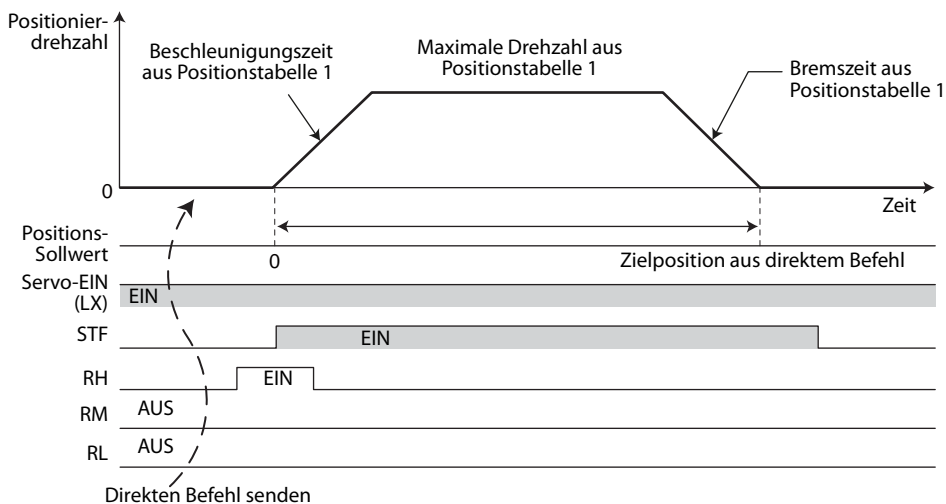 Positionier-
drehzahl
Beschleunigungszeit
aus Positionstabelle 1
Maximale Drehzahl aus
Positionstabelle 1
Bremszeit aus
Positionstabelle 1
0
Zeit
Positions-
Sollwert
0
Zielposition aus direktem Befehl
Servo-EIN
(LX)
EIN
STF
EIN
RH
EIN
RM
AUS
RL
AUS
Direkten Befehl senden